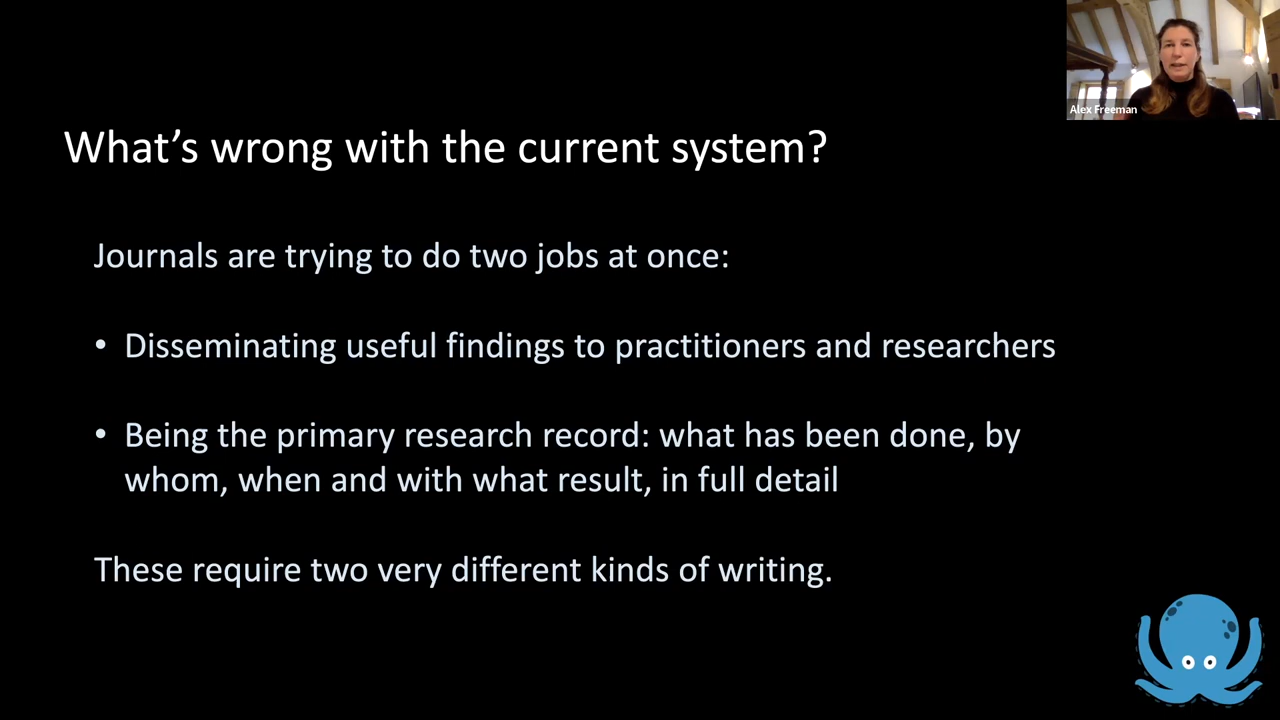 Alex Freeman
What's wrong with the current system?
Journals are trying to do two jobs at once:
• Disseminating useful findings to practitioners and researchers
• Being the primary research record: what has been done, by
whom, when and with what result, in full detail
These require two very different kinds of writing.